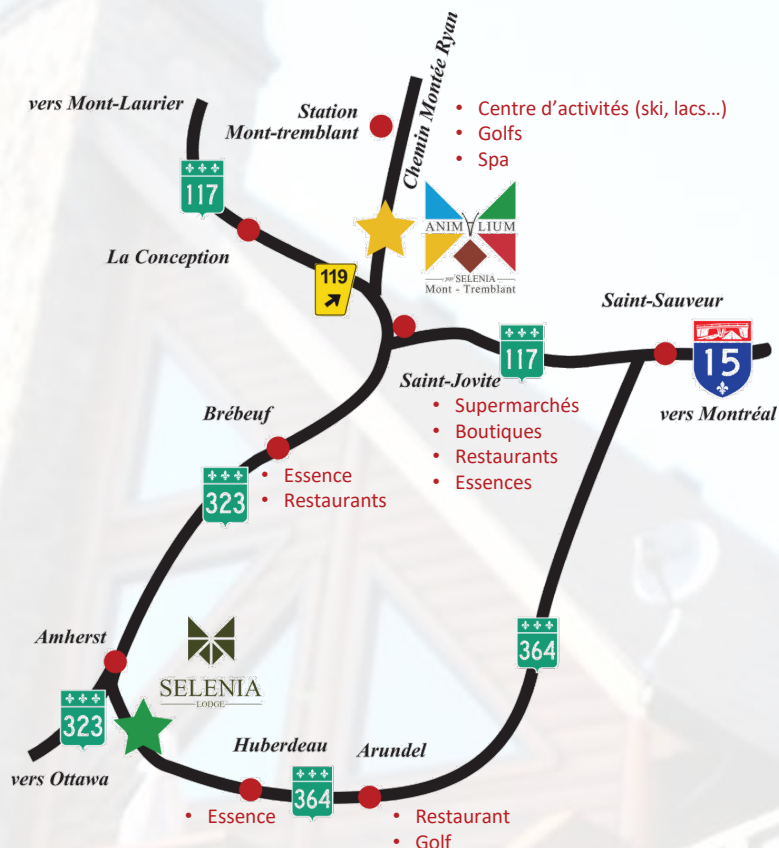 Chemin Montée Ryan
vers Mont-Laurier
Station
Mont-tremblant
• Centre d'activités (ski, lacs…)
• Golfs
• Spa
117
ANIMALIUM
par SELENIA
Mont - Tremblant
La Conception
119
Saint-Sauveur
117
15
Saint-Jovite
vers Montréal
• Supermarchés
• Boutiques
• Restaurants
• Essences
Brébeuf
• Essence
• Restaurants
323
Amherst
SELENIA
LODGE
364
323
vers Ottawa
Huberdeau
Arundel
364
• Essence
• Restaurant
• Golf